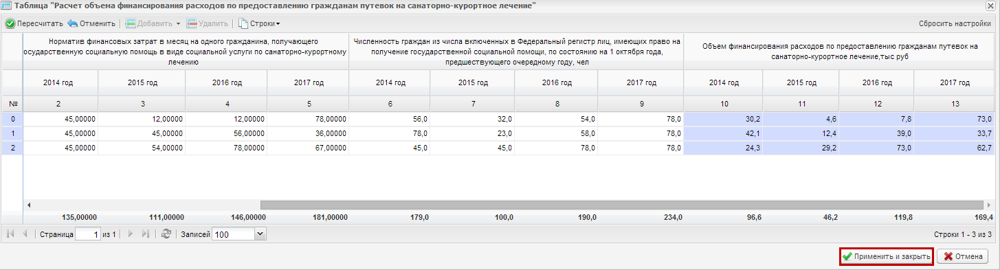 Таблица "Расчет объема финансирования расходов по предоставлению гражданам путевок на санаторно-курортное лечение"
Пересчитать Отменить Добавить Удалить Строки Сбросить настройки
Норматив финансовых затрат в месяц на одного гражданина, получающего
осударственную социальную помощь в виде социальной услуги по санаторно-курортному
лечению
Численность граждан из числа включенных в Федеральный регистр лиц, имеющих право на
получение государственной социальной помощи, по состоянию на 1 октября года,
предшествующего очередному году, чел
Объем финансирования расходов по предоставлению гражданам путевок на
санаторно-курортное лечение,тыс руб
2014 год 2015 год 2016 год 2017 год 2014 год 2015 год 2016 год 2017 год 2014 год 2015 год 2016 год 2017 год
№ 2 3 4 5 6 7 8 9 10 11 12 13
0 45,00000 12,00000 12,00000 78,00000 56,0 32,0 54,0 78,0 30,2 4,6 7,8 73,0
1 45,00000 45,00000 56,00000 36,00000 78,0 23,0 58,0 78,0 42,1 12,4 39,0 33,7
2 45,00000 54,00000 78,00000 67,00000 45,0 45,0 78,0 78,0 24,3 29,2 73,0 62,7
135,00000 111,00000 146,00000 181,00000 179,0 100,0 190,0 234,0 96,6 46,2 119,8 169,4
Страница 1 из 1 Записей 100 Строки 1 - 3 из 3
Применить и закрыть Отмена